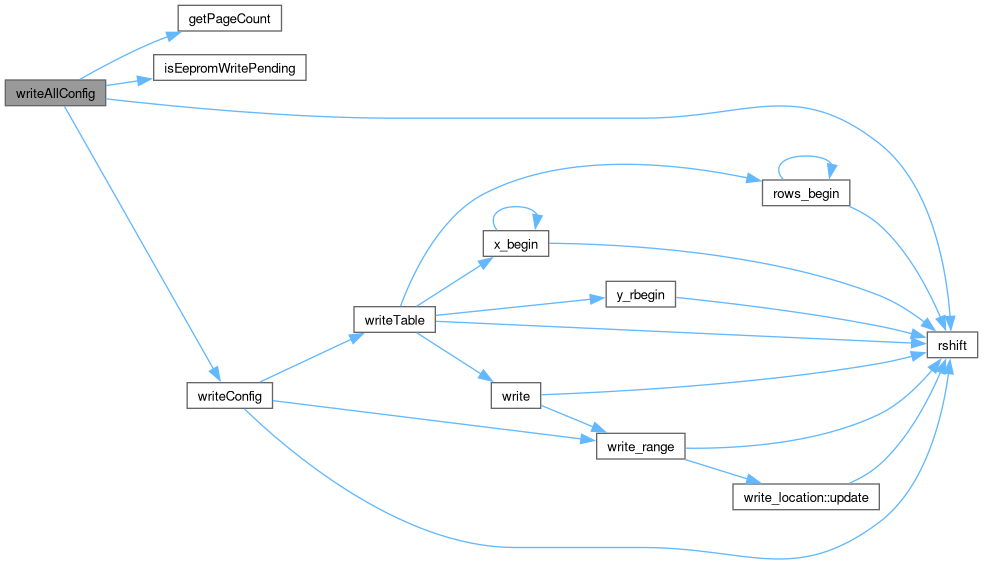 getPageCount
isEepromWritePending
writeAllConfig
rows_begin
x_begin
y_rbegin
writeTable
rshift
writeConfig
write
write_range
write_location::update